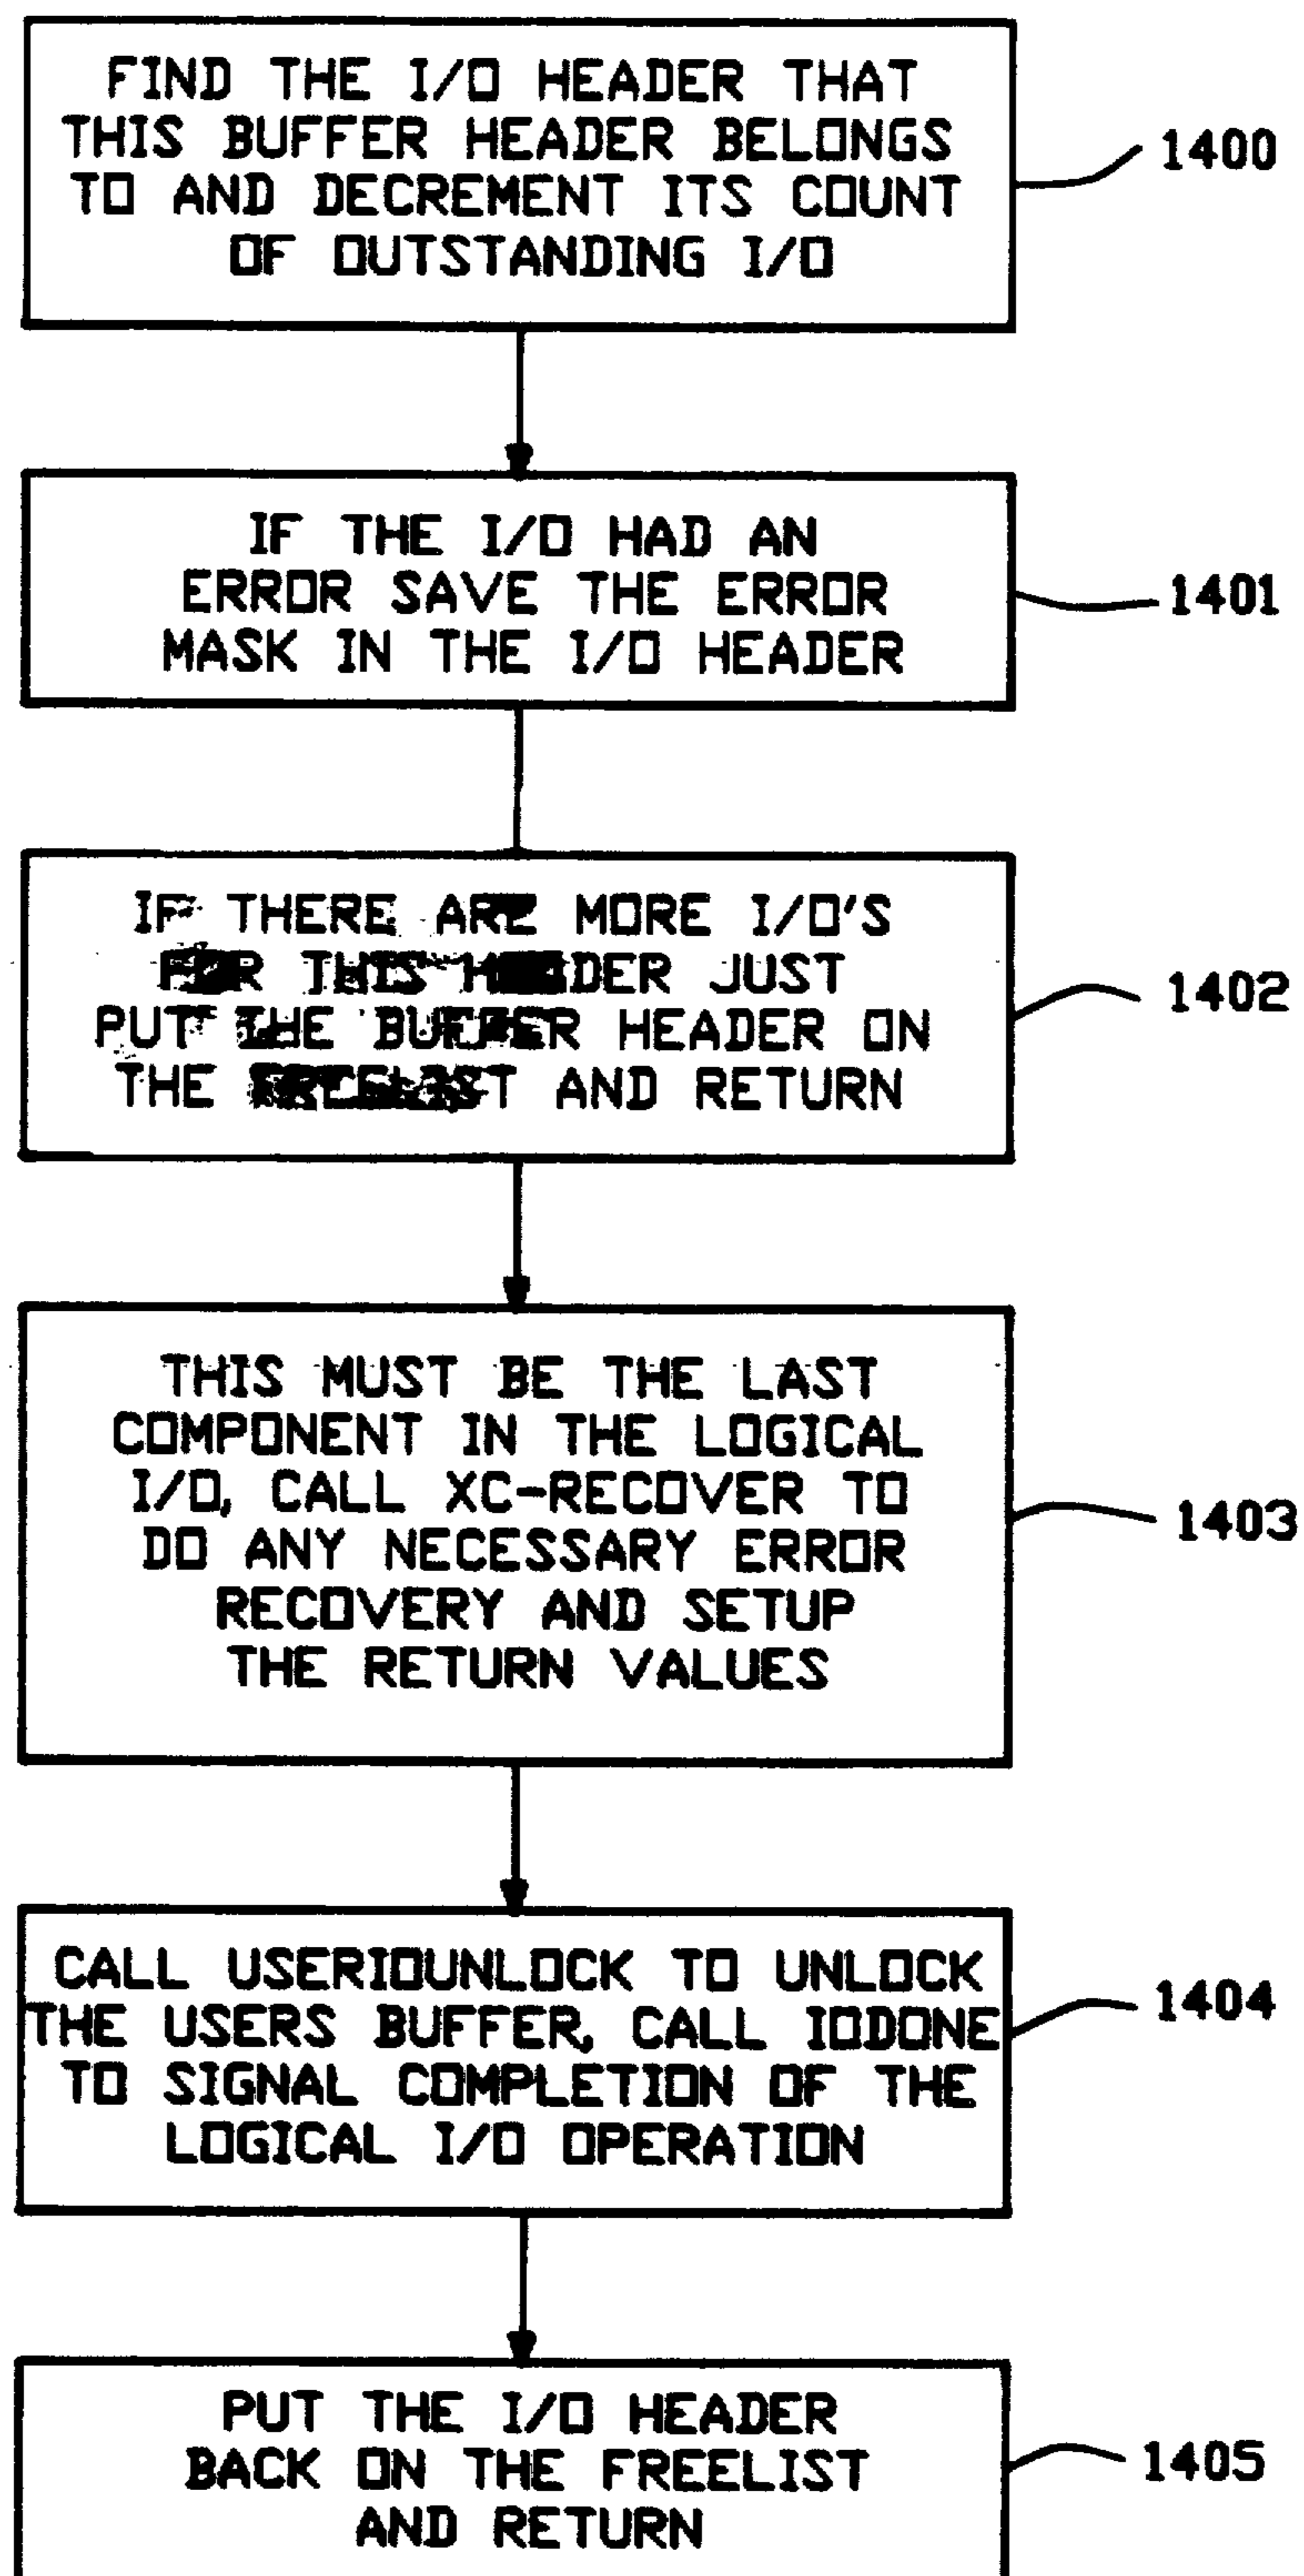 FIND THE I/O HEADER THAT
THIS BUFFER HEADER BELONGS
TO AND DECREMENT ITS COUNT
OF OUTSTANDING I/O
1400
IF THE I/O HAD AN
ERROR SAVE THE ERROR
MASK IN THE I/O HEADER
1401
IF THERE ARE MORE I/O'S
FOR THIS HEADER JUST
PUT THE BUFFER HEADER ON
THE FREELIST AND RETURN
1402
THIS MUST BE THE LAST
COMPONENT IN THE LOGICAL
I/O, CALL XC-RECOVER TO
DO ANY NECESSARY ERROR
RECOVERY AND SETUP
THE RETURN VALUES
1403
CALL USERIOUNLOCK TO UNLOCK
THE USERS BUFFER, CALL IODONE
TO SIGNAL COMPLETION OF THE
LOGICAL I/O OPERATION
1404
PUT THE I/O HEADER
BACK ON THE FREELIST
AND RETURN
1405